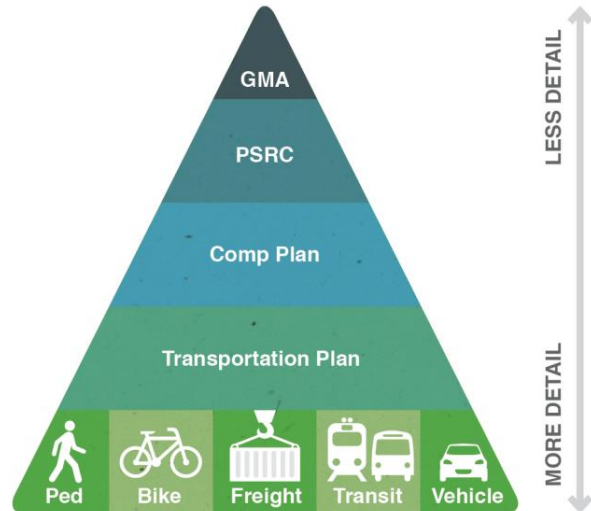 GMA
PSRC
Comp Plan
Transportation Plan
Ped Bike Freight Transit Vehicle
LESS DETAIL
MORE DETAIL